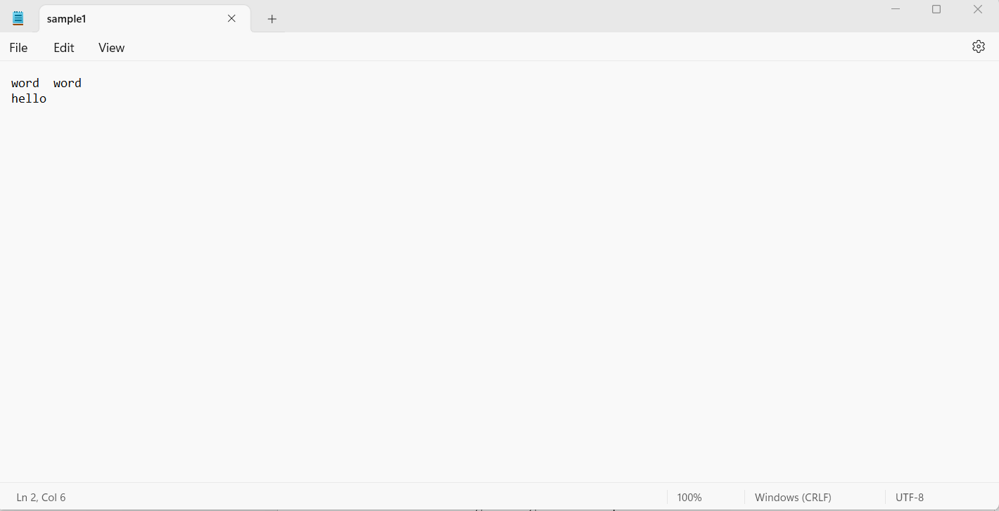 sample1
File Edit View
word  word
hello
Ln 2, Col 6 100% Windows (CRLF) UTF-8